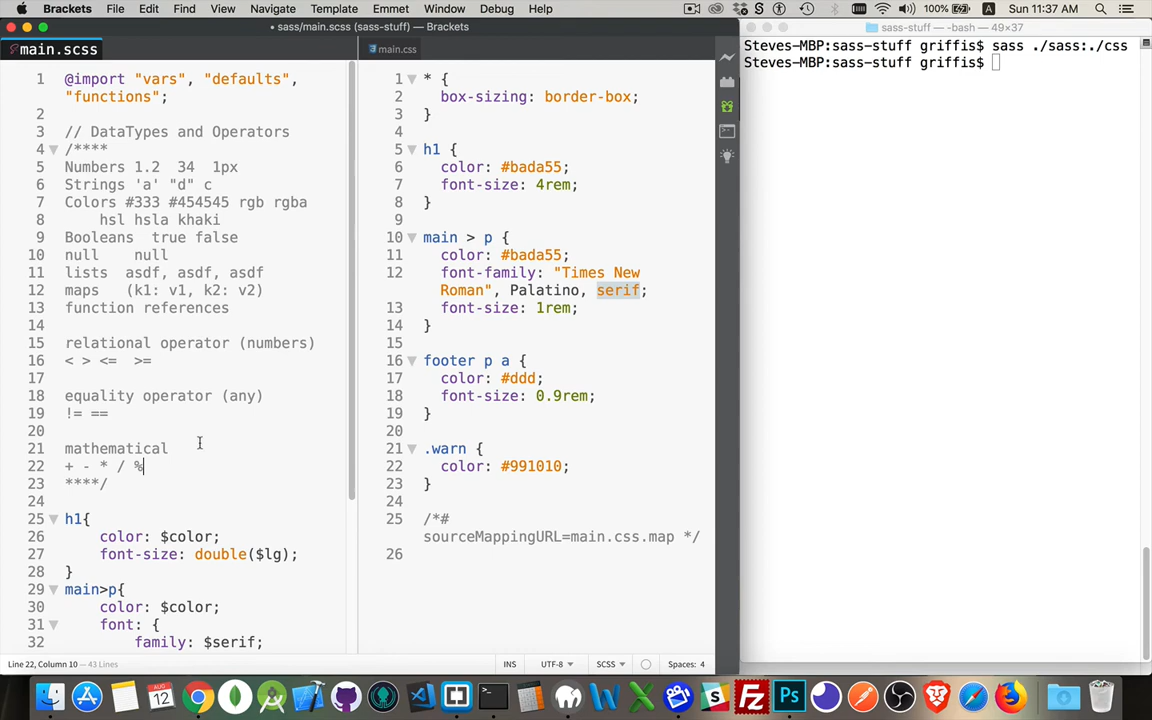 Brackets File Edit Find View Navigate Template Emmet Window Debug Help 100% A Sun 11:37 AM
• sass/main.scss (sass-stuff) — Brackets
sass-stuff — -bash — 49×37
main.scss
main.css
1 @import "vars", "defaults",
"functions";
2
3 // DataTypes and Operators
4 /****
5 Numbers 1.2 34 1px
6 Strings 'a' "d" c
7 Colors #333 #454545 rgb rgba
8 hsl hsla khaki
9 Booleans true false
10 null null
11 lists asdf, asdf, asdf
12 maps (k1: v1, k2: v2)
13 function references
14
15 relational operator (numbers)
16 < > <= >=
17
18 equality operator (any)
19 != ==
20
21 mathematical
22 + - * / %
23 ****/
24
25 h1{
26 color: $color;
27 font-size: double($lg);
28 }
29 main>p{
30 color: $color;
31 font: {
32 family: $serif;
1 * {
2 box-sizing: border-box;
3 }
4
5 h1 {
6 color: #bada55;
7 font-size: 4rem;
8 }
9
10 main > p {
11 color: #bada55;
12 font-family: "Times New
Roman", Palatino, serif;
13 font-size: 1rem;
14 }
15
16 footer p a {
17 color: #ddd;
18 font-size: 0.9rem;
19 }
20
21 .warn {
22 color: #991010;
23 }
24
25 /*#
sourceMappingURL=main.css.map */
26
Steves-MBP:sass-stuff griffis$ sass ./sass:./css
Steves-MBP:sass-stuff griffis$
Line 22, Column 10 — 43 Lines
INS UTF-8 SCSS Spaces: 4
AUG
12